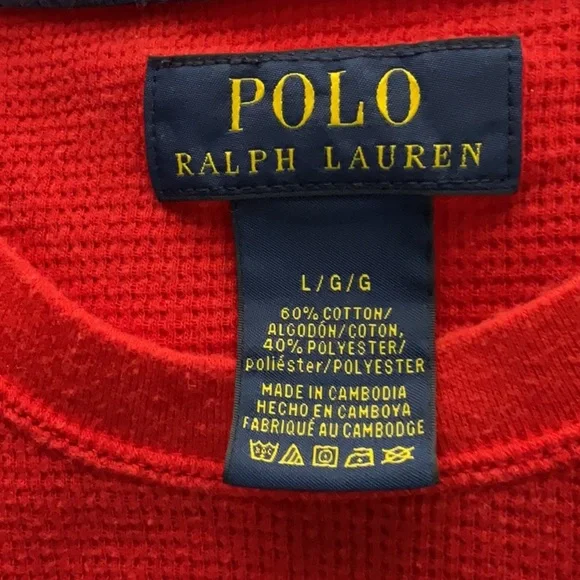 POLO
RALPH LAUREN
L/G/G
60% COTTON/
ALGODÓN/COTON,
40% POLYESTER/
poliéster/POLYESTER
MADE IN CAMBODIA
HECHO EN CAMBOYA
FABRIQUÉ AU CAMBODGE